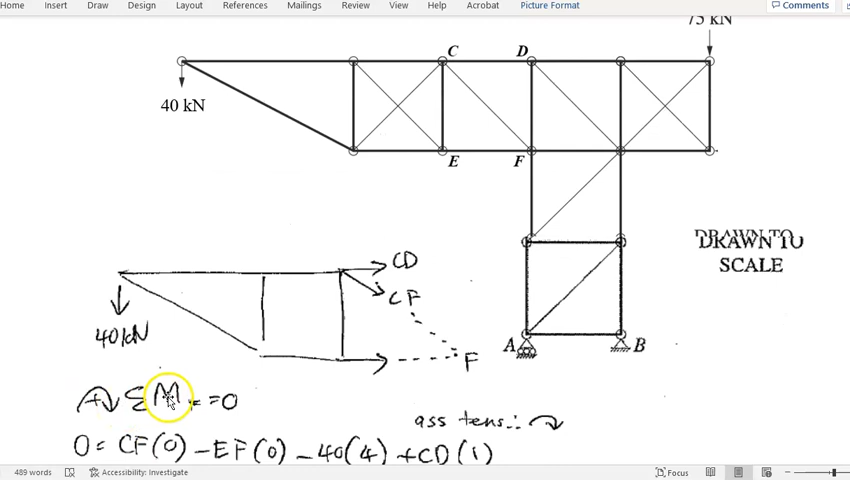 Home Insert Draw Design Layout References Mailings Review View Help Acrobat Picture Format Comments
75 kN
C D
40 kN
E F
DRAWN TO
SCALE
CD
CF
40kN
F
A B
+ ΣM = 0
ass tens ∴
0 = CF(0) - EF(0) - 40(4) + CD(1)
489 words Accessibility: Investigate Focus